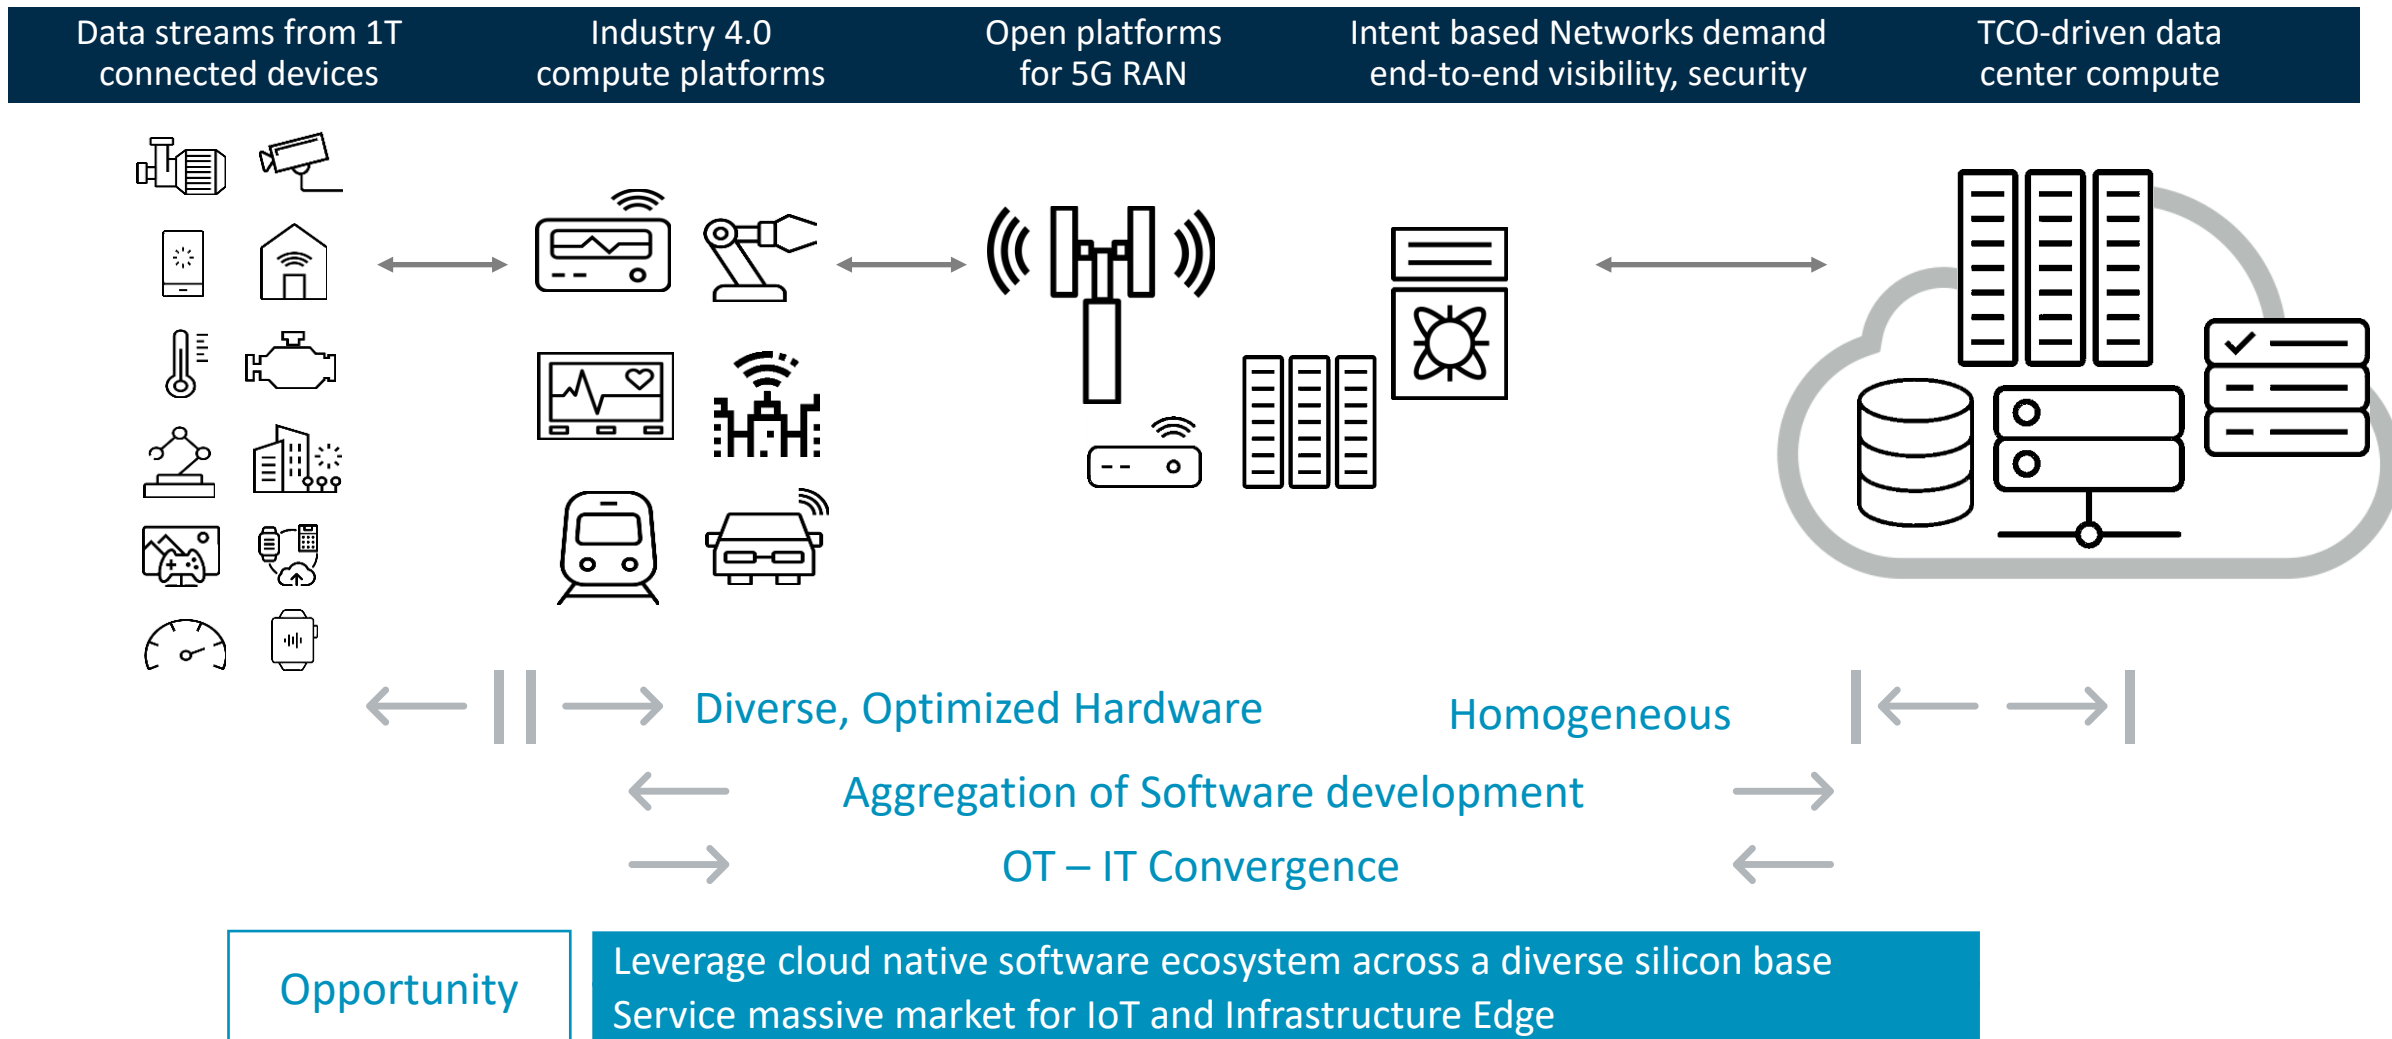 Data streams from 1T
connected devices
Industry 4.0
compute platforms
Open platforms
for 5G RAN
Intent based Networks demand
end-to-end visibility, security
TCO-driven data
center compute
Diverse, Optimized Hardware
Homogeneous
Aggregation of Software development
OT – IT Convergence
Opportunity
Leverage cloud native software ecosystem across a diverse silicon base
Service massive market for IoT and Infrastructure Edge